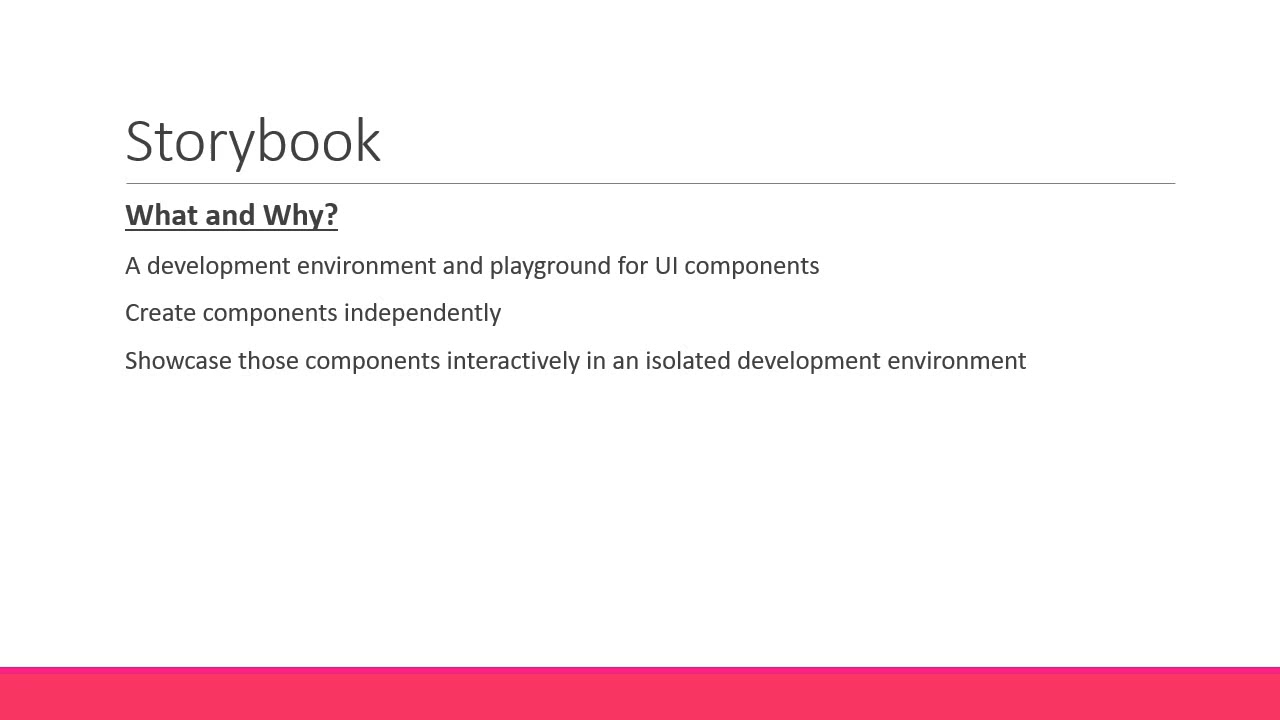 Storybook
What and Why?
A development environment and playground for UI components
Create components independently
Showcase those components interactively in an isolated development environment